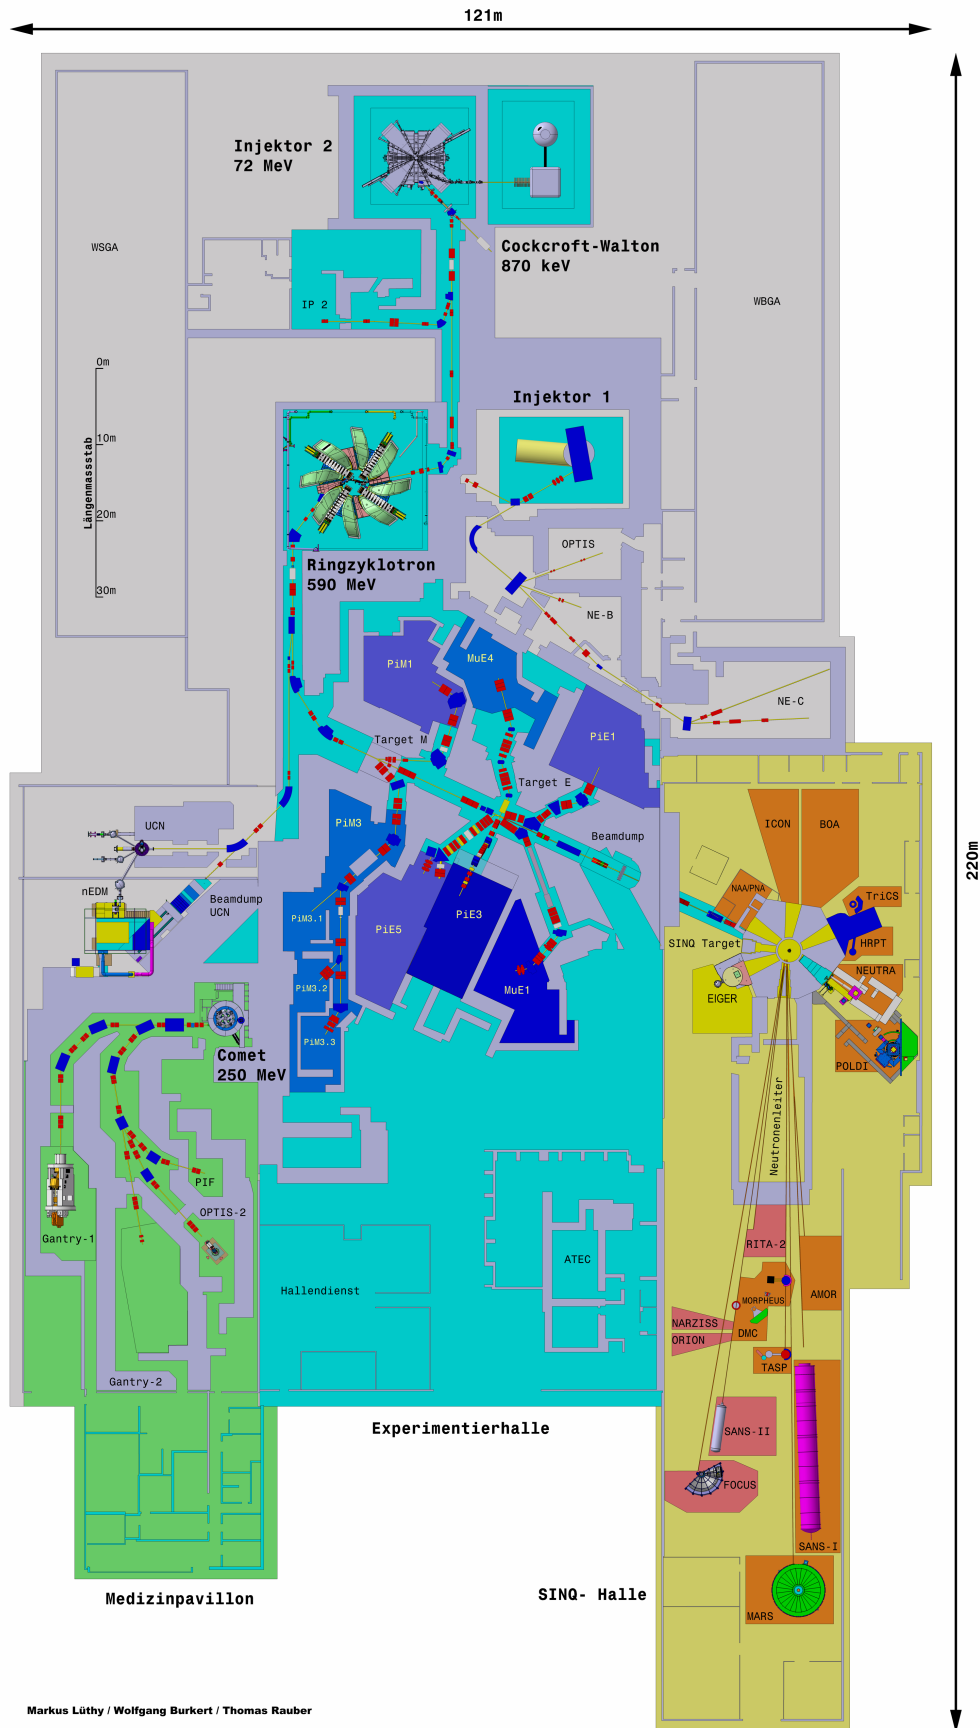 121m
220m
Injektor 2
72 MeV
Cockcroft-Walton
870 keV
WSGA
IP 2
WBGA
0m
10m
20m
30m
Längenmassstab
Injektor 1
OPTIS
Ringzyklotron
590 MeV
NE-B
PiM1
MuE4
NE-C
PiE1
Target M
Target E
UCN
PiM3
Beamdump
ICON
BOA
nEDM
Beamdump
UCN
NAA/PNA
TriCS
PiM3.1
PiE5
PiE3
SINQ Target
HRPT
NEUTRA
PiM3.2
MuE1
EIGER
PiM3.3
Comet
250 MeV
POLDI
Neutronenleiter
PIF
OPTIS-2
Gantry-1
RITA-2
ATEC
Hallendienst
MORPHEUS
AMOR
NARZISS
DMC
ORION
TASP
Gantry-2
Experimentierhalle
SANS-II
FOCUS
SANS-I
Medizinpavillon
SINQ- Halle
MARS
Markus Lüthy / Wolfgang Burkert / Thomas Rauber